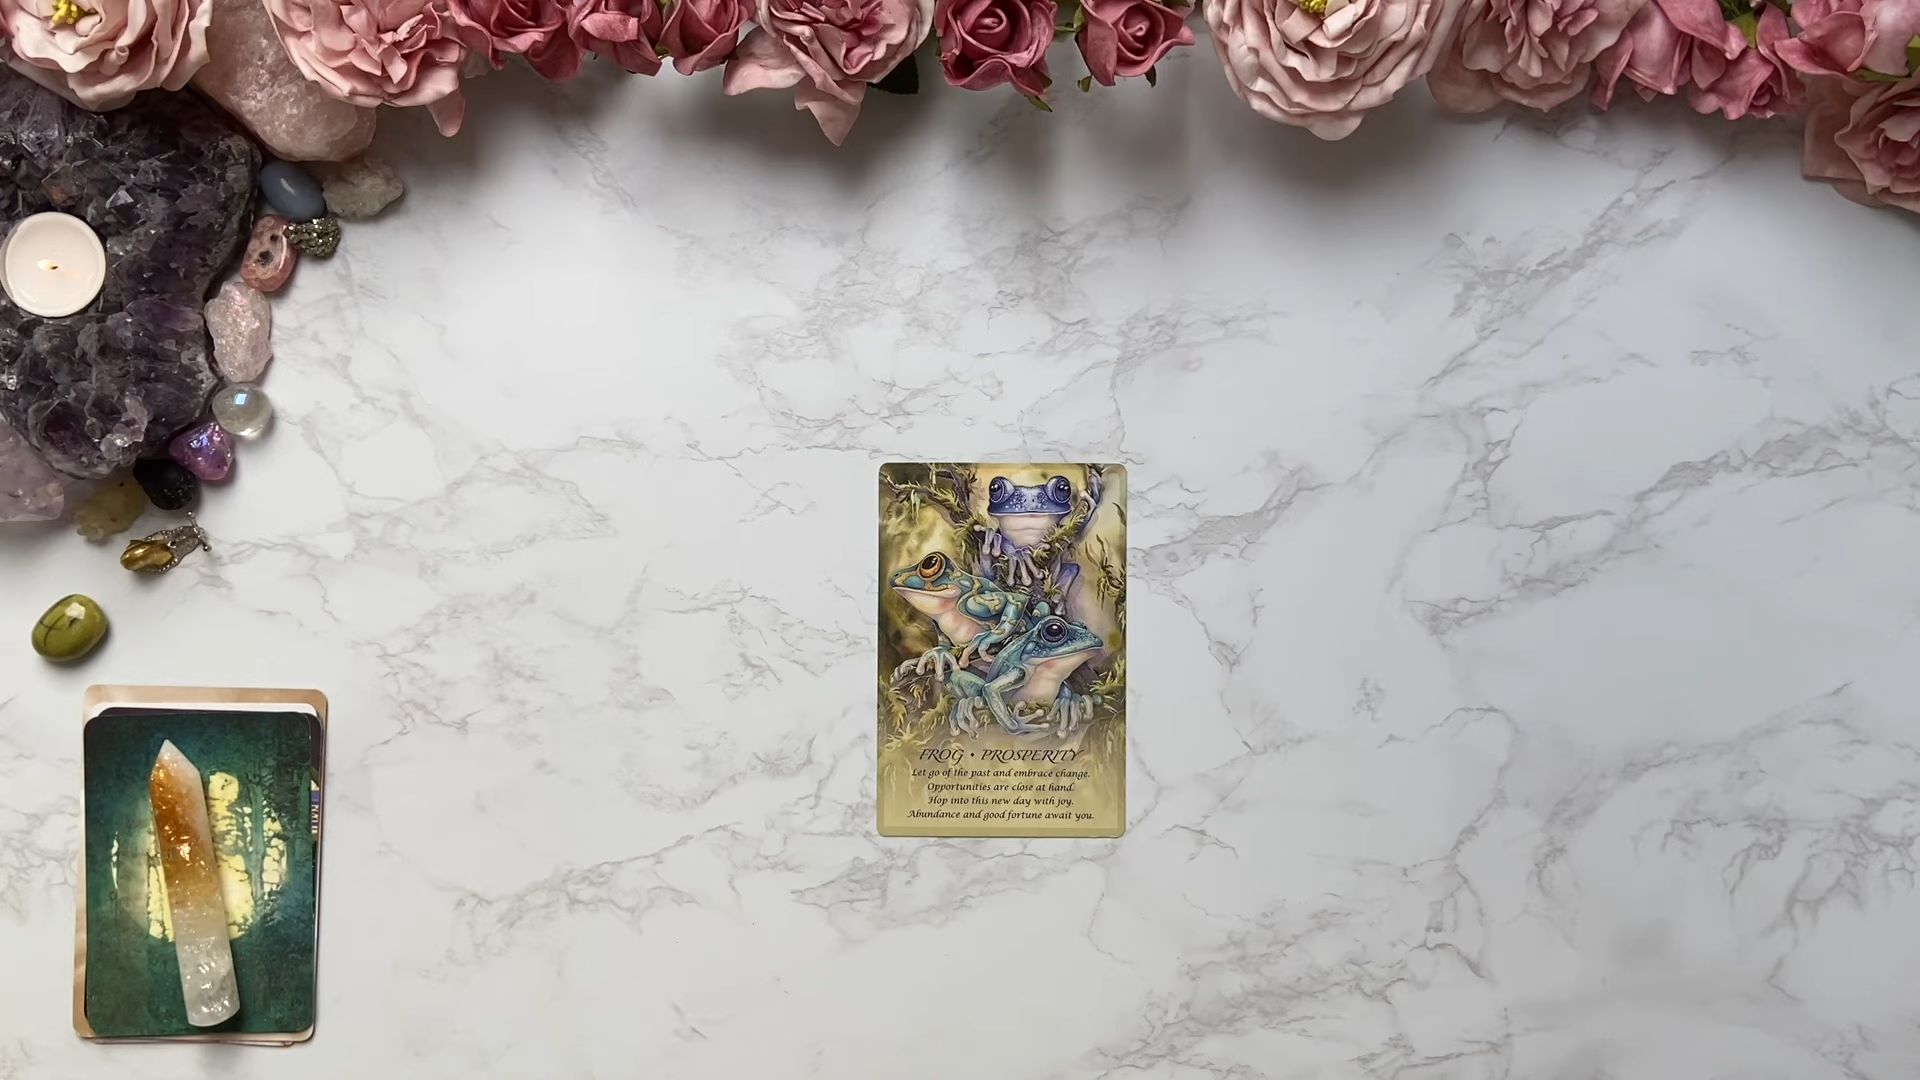 FROG • PROSPERITY
Let go of the past and embrace change.
Opportunities are close at hand.
Hop into this new day with joy.
Abundance and good fortune await you.